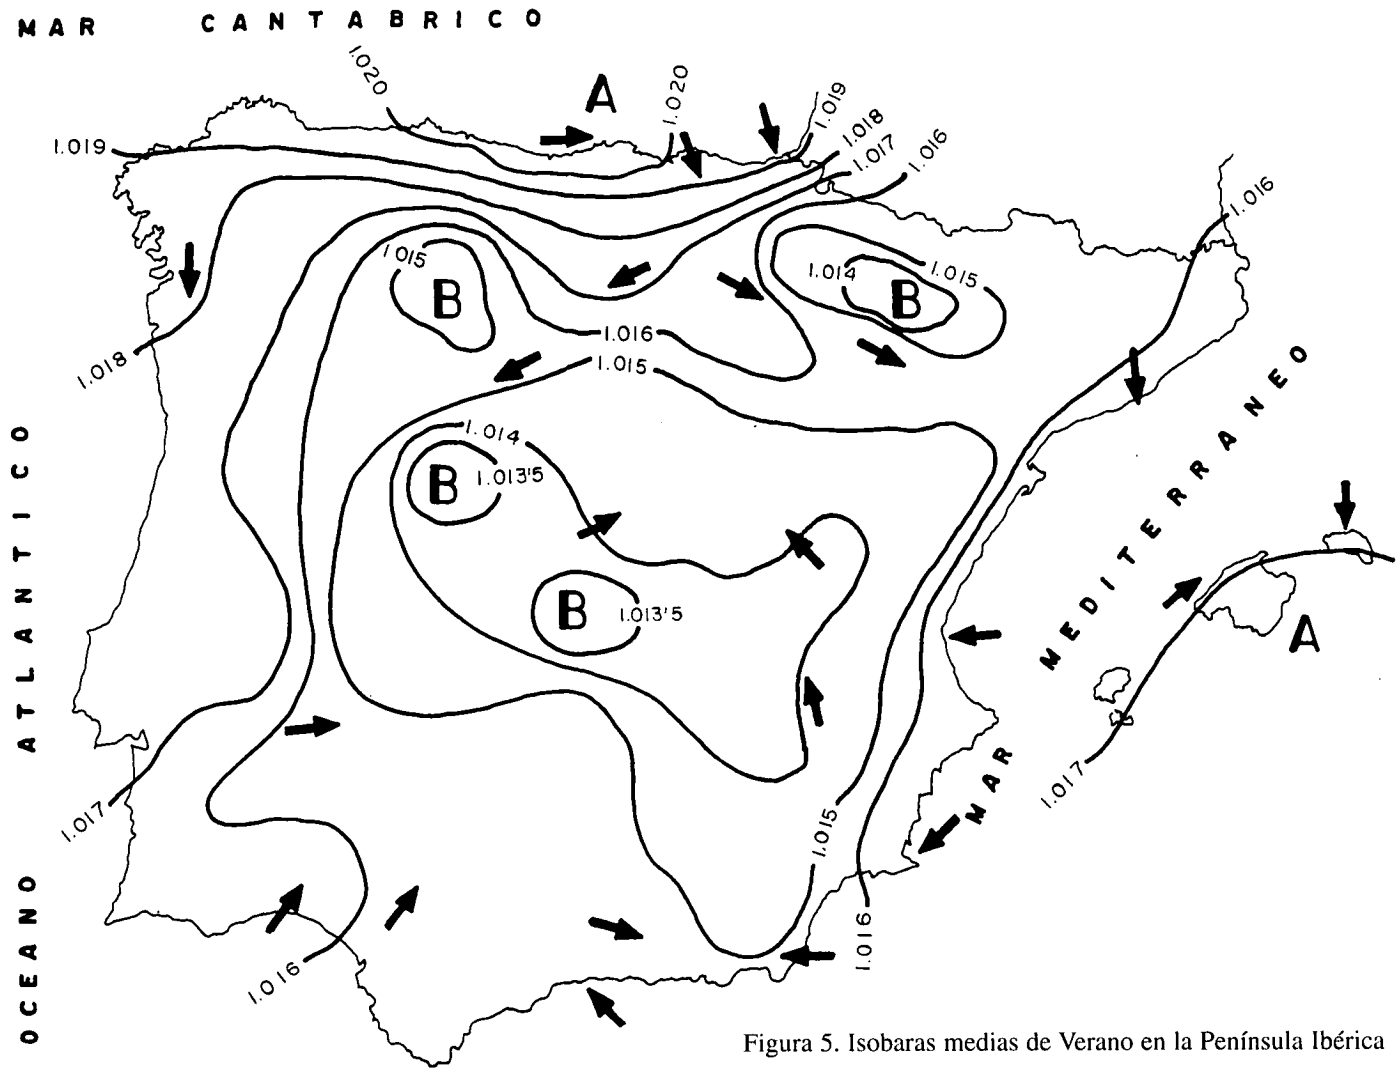 MAR CANTABRICO
1.020
A
1.020
1.019
1.018
1.017
1.016
1.019
1.016
1.015
B
1.014
1.015
B
1.018
1.016
1.015
1.014
B
1.013'5
B
1.013'5
OCEANO ATLANTICO
MAR MEDITERRANEO
A
1.017
1.017
1.015
1.016
1.016
Figura 5. Isobaras medias de Verano en la Península Ibérica